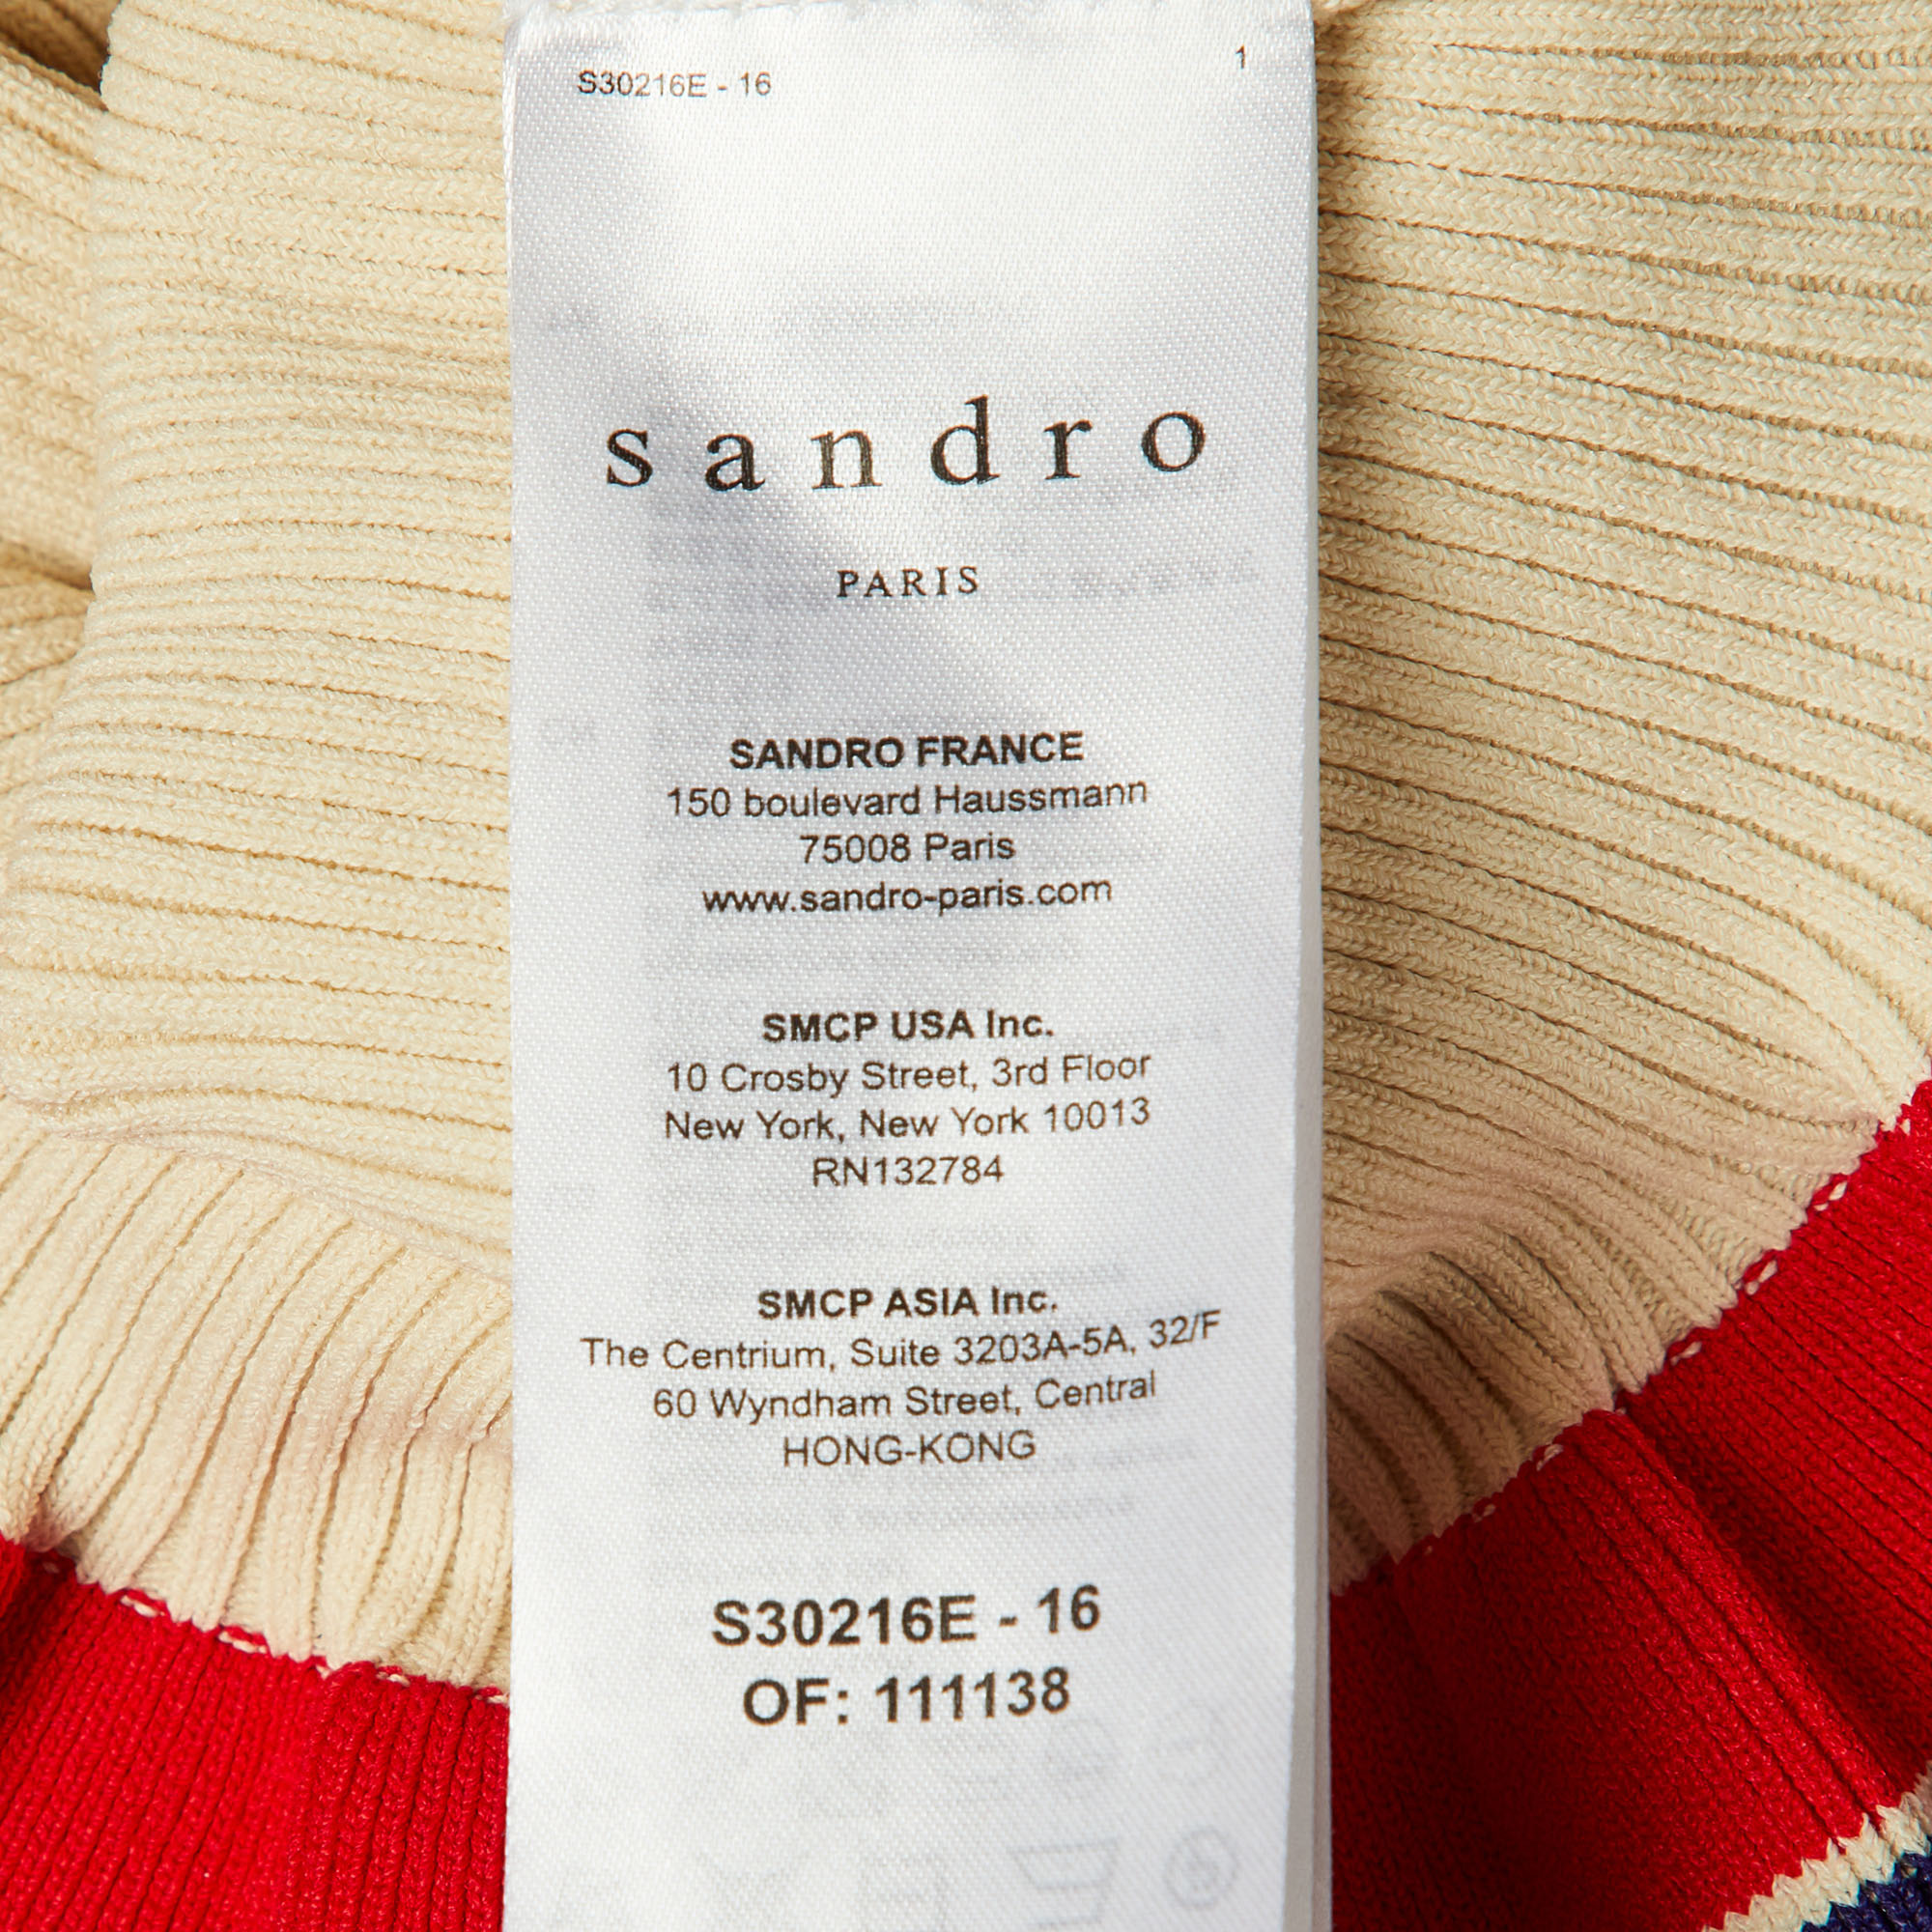 S30216E - 16
1
sandro
PARIS
SANDRO FRANCE
150 boulevard Haussmann
75008 Paris
www.sandro-paris.com
SMCP USA Inc.
10 Crosby Street, 3rd Floor
New York, New York 10013
RN132784
SMCP ASIA Inc.
The Centrium, Suite 3203A-5A, 32/F
60 Wyndham Street, Central
HONG-KONG
S30216E - 16
OF: 111138